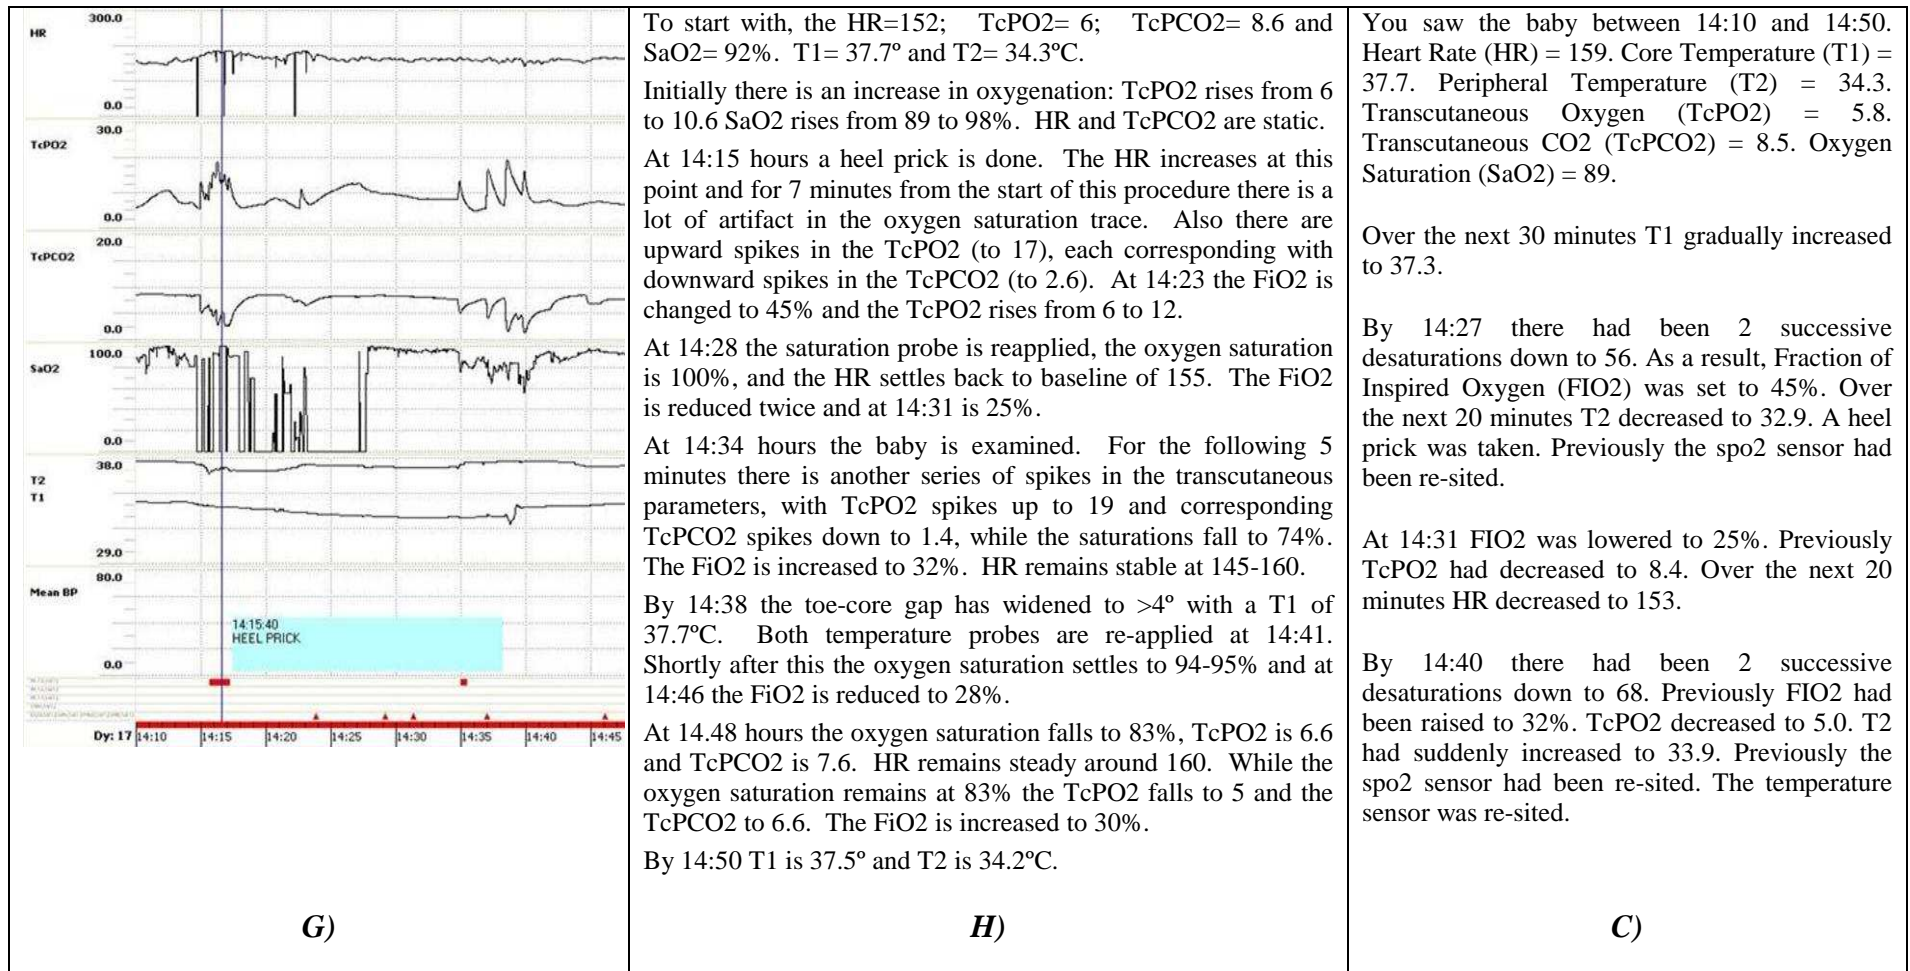 300.0
HR
0.0
30.0
TcPO2
0.0
20.0
TcPCO2
0.0
100.0
SaO2
0.0
38.0
T2
T1
29.0
80.0
Mean BP
14:15:40
HEEL PRICK
0.0
Dy: 17 14:10 14:15 14:20 14:25 14:30 14:35 14:40 14:45
G)
To start with, the HR=152; TcPO2= 6; TcPCO2= 8.6 and
SaO2= 92%. T1= 37.7º and T2= 34.3ºC.
Initially there is an increase in oxygenation: TcPO2 rises from 6
to 10.6 SaO2 rises from 89 to 98%. HR and TcPCO2 are static.
At 14:15 hours a heel prick is done. The HR increases at this
point and for 7 minutes from the start of this procedure there is a
lot of artifact in the oxygen saturation trace. Also there are
upward spikes in the TcPO2 (to 17), each corresponding with
downward spikes in the TcPCO2 (to 2.6). At 14:23 the FiO2 is
changed to 45% and the TcPO2 rises from 6 to 12.
At 14:28 the saturation probe is reapplied, the oxygen saturation
is 100%, and the HR settles back to baseline of 155. The FiO2
is reduced twice and at 14:31 is 25%.
At 14:34 hours the baby is examined. For the following 5
minutes there is another series of spikes in the transcutaneous
parameters, with TcPO2 spikes up to 19 and corresponding
TcPCO2 spikes down to 1.4, while the saturations fall to 74%.
The FiO2 is increased to 32%. HR remains stable at 145-160.
By 14:38 the toe-core gap has widened to >4º with a T1 of
37.7ºC. Both temperature probes are re-applied at 14:41.
Shortly after this the oxygen saturation settles to 94-95% and at
14:46 the FiO2 is reduced to 28%.
At 14.48 hours the oxygen saturation falls to 83%, TcPO2 is 6.6
and TcPCO2 is 7.6. HR remains steady around 160. While the
oxygen saturation remains at 83% the TcPO2 falls to 5 and the
TcPCO2 to 6.6. The FiO2 is increased to 30%.
By 14:50 T1 is 37.5º and T2 is 34.2ºC.
H)
You saw the baby between 14:10 and 14:50.
Heart Rate (HR) = 159. Core Temperature (T1) =
37.7. Peripheral Temperature (T2) = 34.3.
Transcutaneous Oxygen (TcPO2) = 5.8.
Transcutaneous CO2 (TcPCO2) = 8.5. Oxygen
Saturation (SaO2) = 89.
Over the next 30 minutes T1 gradually increased
to 37.3.
By 14:27 there had been 2 successive
desaturations down to 56. As a result, Fraction of
Inspired Oxygen (FIO2) was set to 45%. Over
the next 20 minutes T2 decreased to 32.9. A heel
prick was taken. Previously the spo2 sensor had
been re-sited.
At 14:31 FIO2 was lowered to 25%. Previously
TcPO2 had decreased to 8.4. Over the next 20
minutes HR decreased to 153.
By 14:40 there had been 2 successive
desaturations down to 68. Previously FIO2 had
been raised to 32%. TcPO2 decreased to 5.0. T2
had suddenly increased to 33.9. Previously the
spo2 sensor had been re-sited. The temperature
sensor was re-sited.
C)